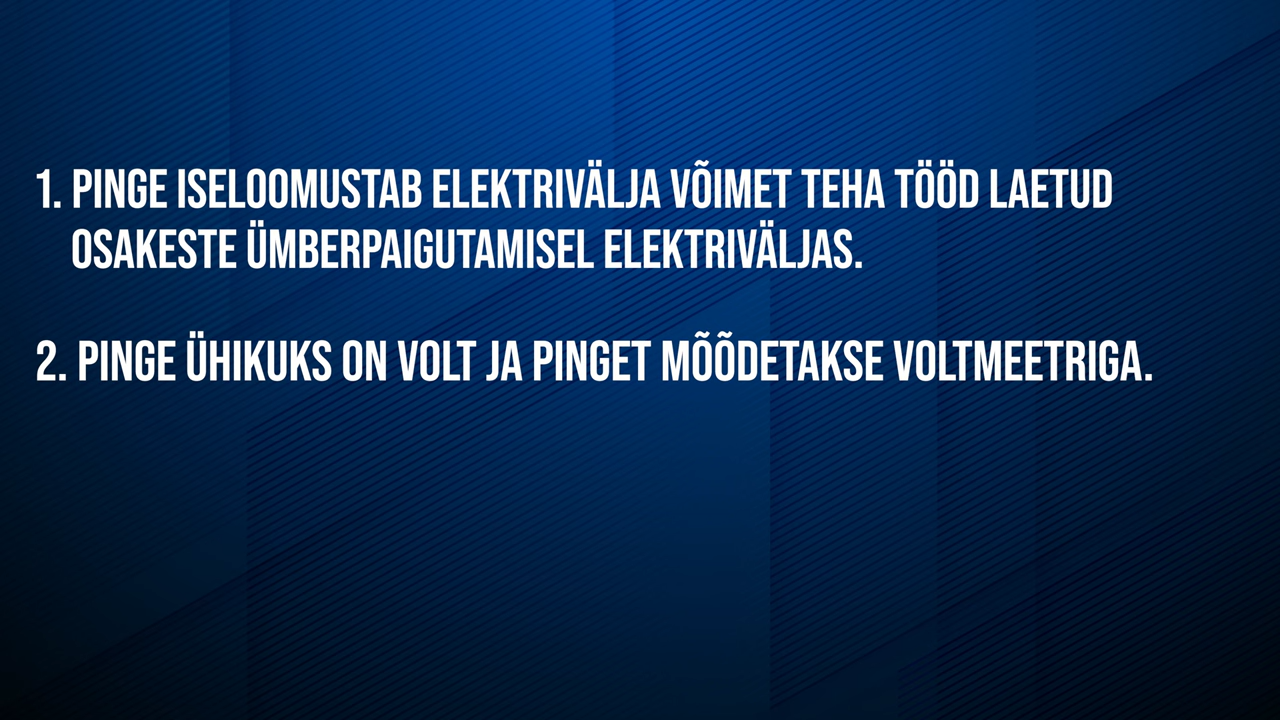 1. PINGE ISELOOMUSTAB ELEKTRIVÄLJA VÕIMET TEHA TÖÖD LAETUD
OSAKESTE ÜMBERPAIGUTAMISEL ELEKTRIVÄLJAS.
2. PINGE ÜHIKUKS ON VOLT JA PINGET MÕÕDETAKSE VOLTMEETRIGA.